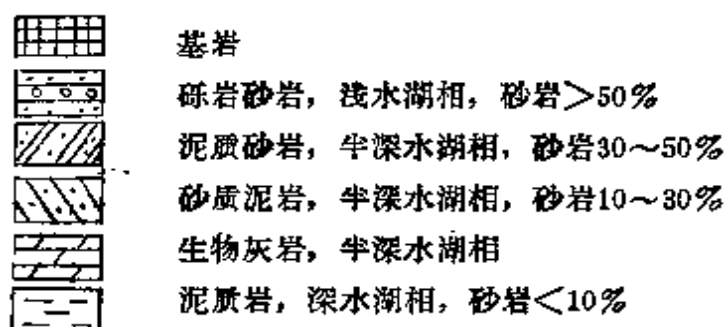 基岩
砾岩砂岩，浅水湖相，砂岩＞50%
泥质砂岩，半深水湖相，砂岩30～50%
砂质泥岩，半深水湖相，砂岩10～30%
生物灰岩，半深水湖相
泥质岩，深水湖相，砂岩＜10%